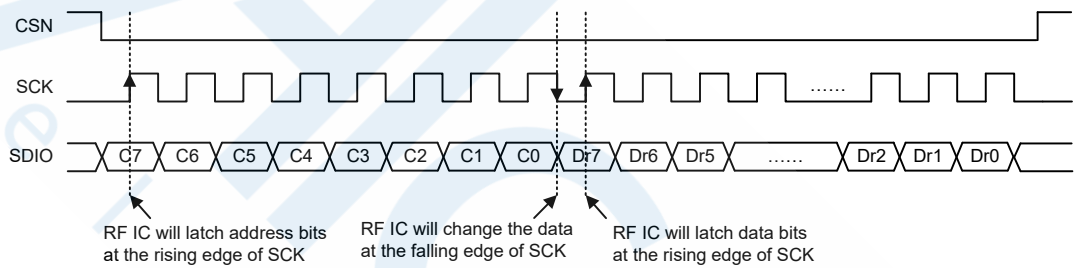 CSN
SCK
......
SDIO C7 C6 C5 C4 C3 C2 C1 C0 Dr7 Dr6 Dr5 ...... Dr2 Dr1 Dr0
RF IC will latch address bits
at the rising edge of SCK
RF IC will change the data
at the falling edge of SCK
RF IC will latch data bits
at the rising edge of SCK